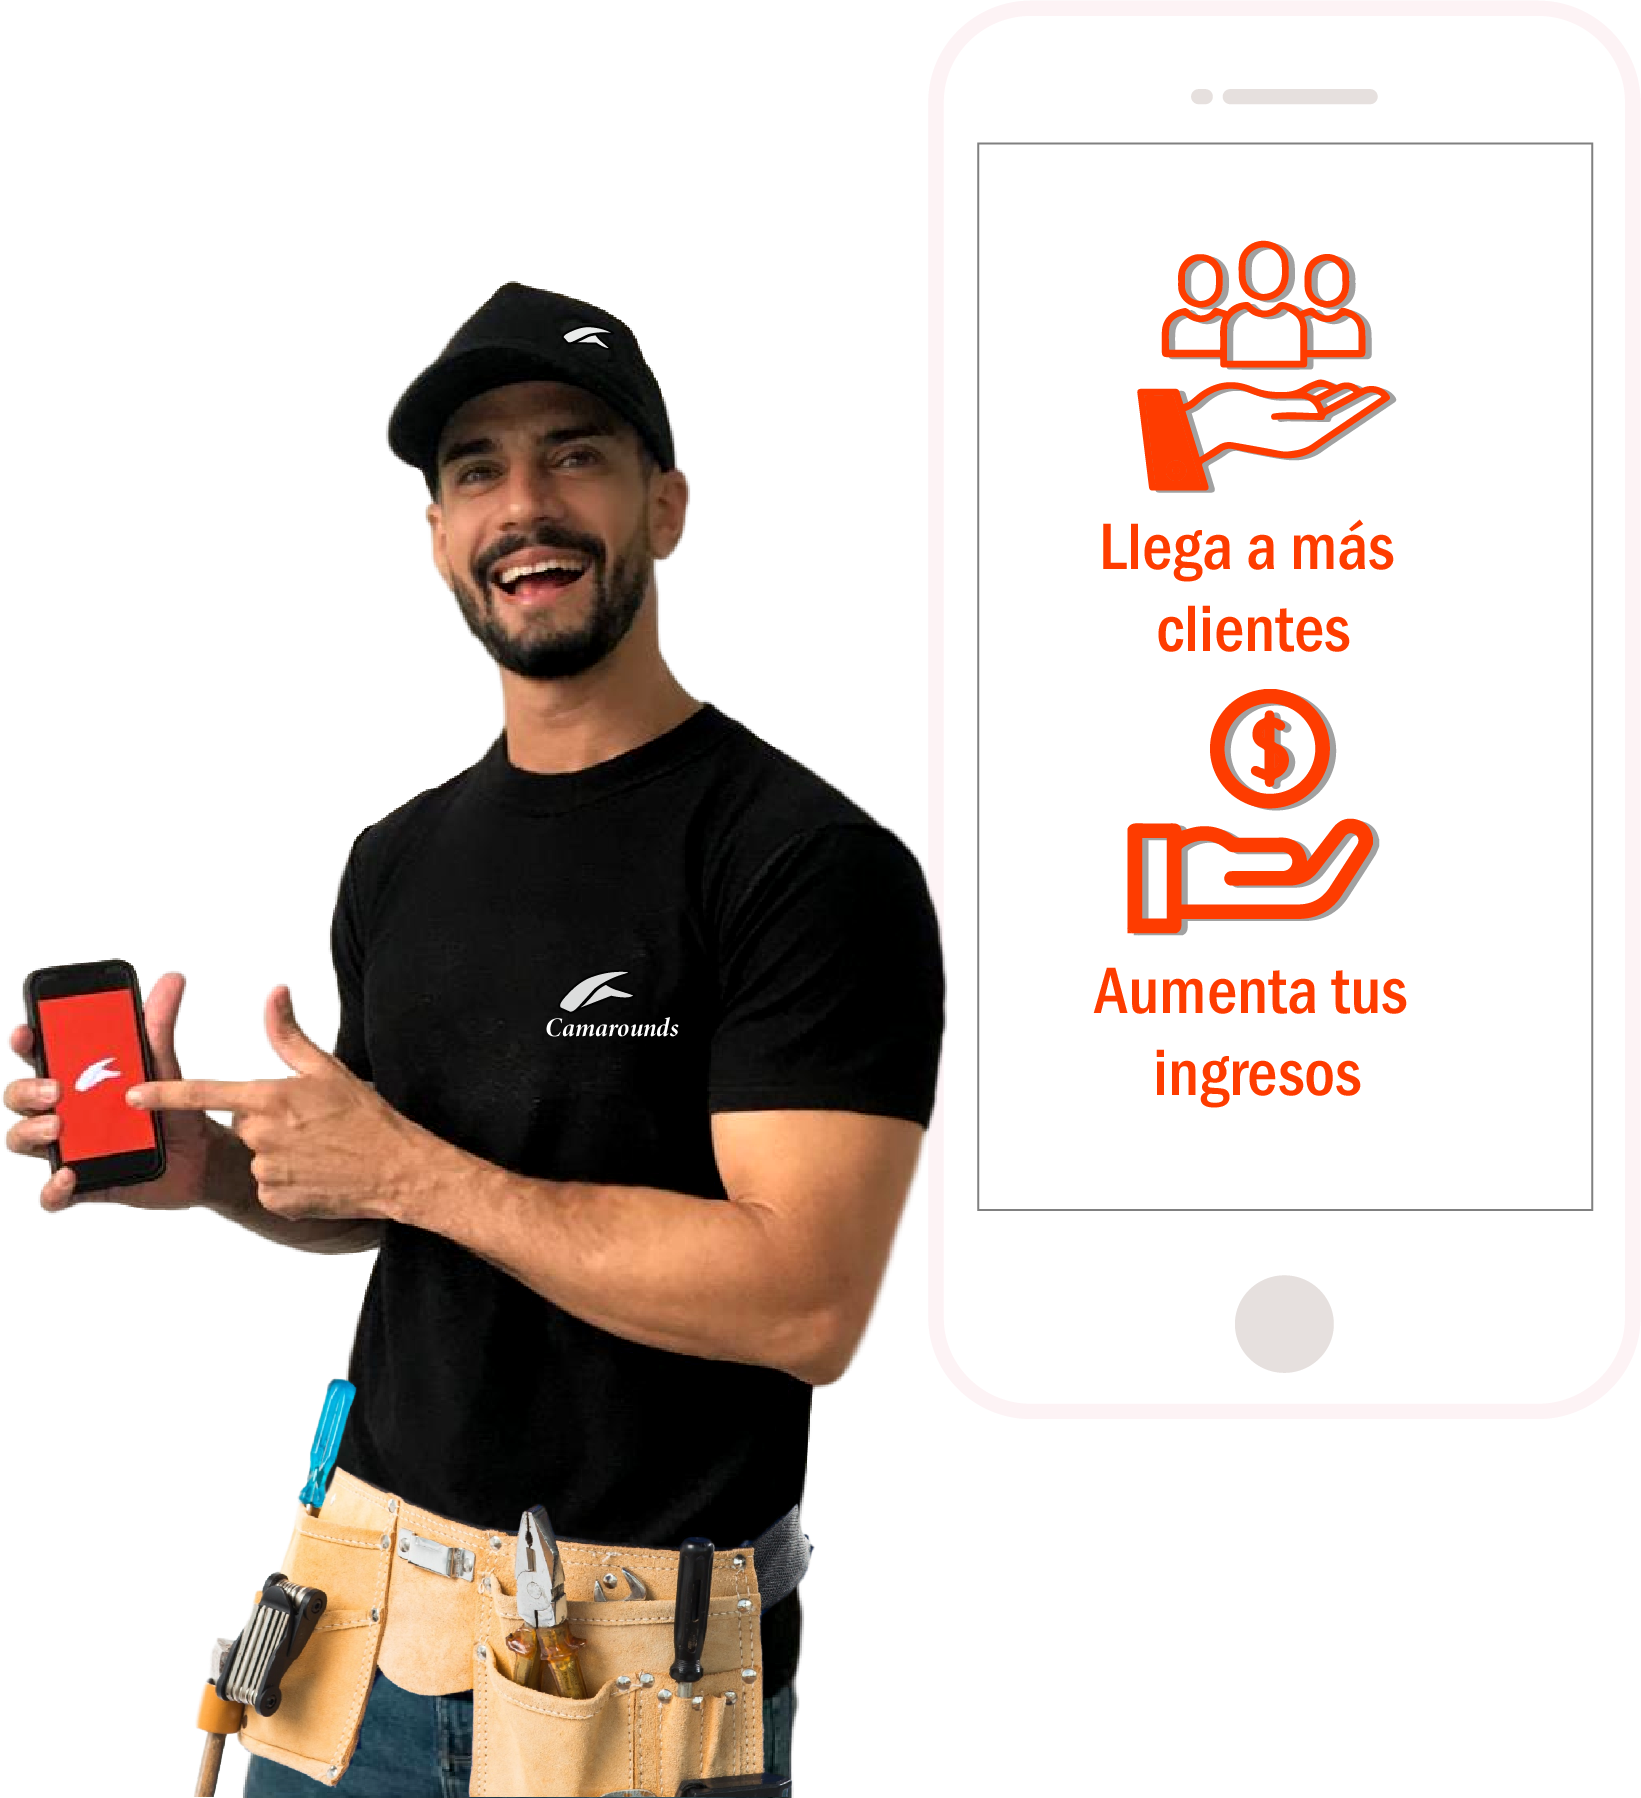 Llega a más
clientes
$
Aumenta tus
ingresos
Camarounds